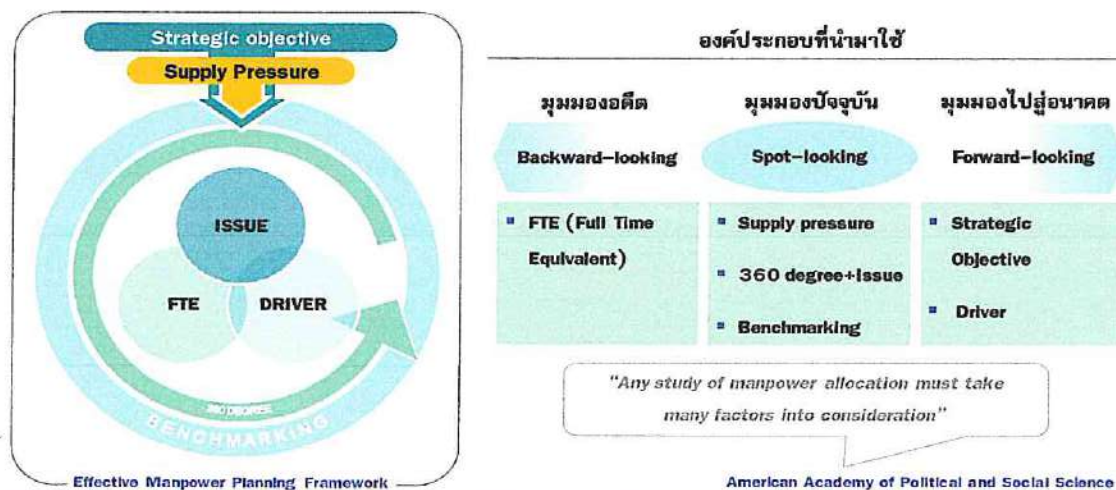 Strategic objective
Supply Pressure
ISSUE
FTE
DRIVER
360 DEGREE
BENCHMARKING
Effective Manpower Planning Framework
องค์ประกอบที่นำมาใช้
มุมมองอดีต
มุมมองปัจจุบัน
มุมมองไปสู่อนาคต
Backward-looking
Spot-looking
Forward-looking
▪ FTE (Full Time
Equivalent)
▪ Supply pressure
▪ 360 degree+Issue
▪ Benchmarking
▪ Strategic
Objective
▪ Driver
"Any study of manpower allocation must take
many factors into consideration"
American Academy of Political and Social Science